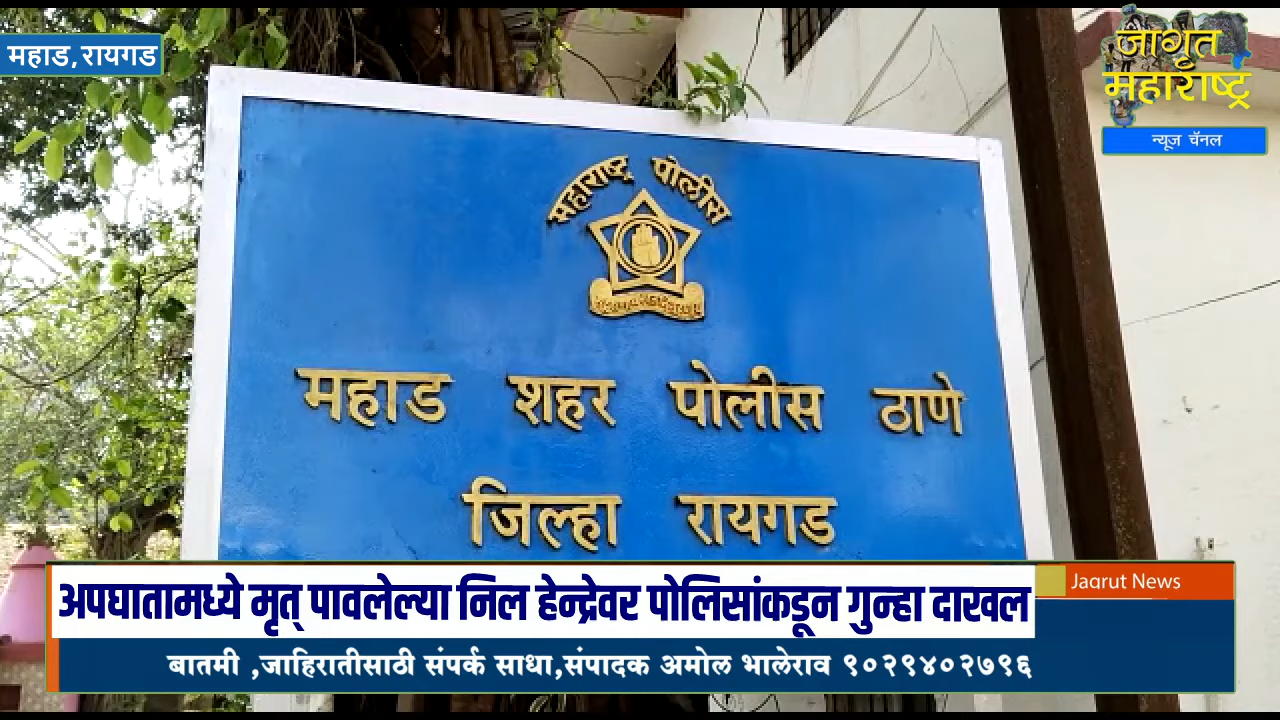 महाड,रायगड
जागृत
महाराष्ट्र
न्यूज चॅनल
महाराष्ट्र पोलीस
महाड शहर पोलीस ठाणे
जिल्हा रायगड
अपघातामध्ये मृत् पावलेल्या निल हेन्द्रेवर पोलिसांकडून गुन्हा दाखल
Jagrut News
बातमी ,जाहिरातीसाठी संपर्क साधा,संपादक अमोल भालेराव ९०२९४०२७९६